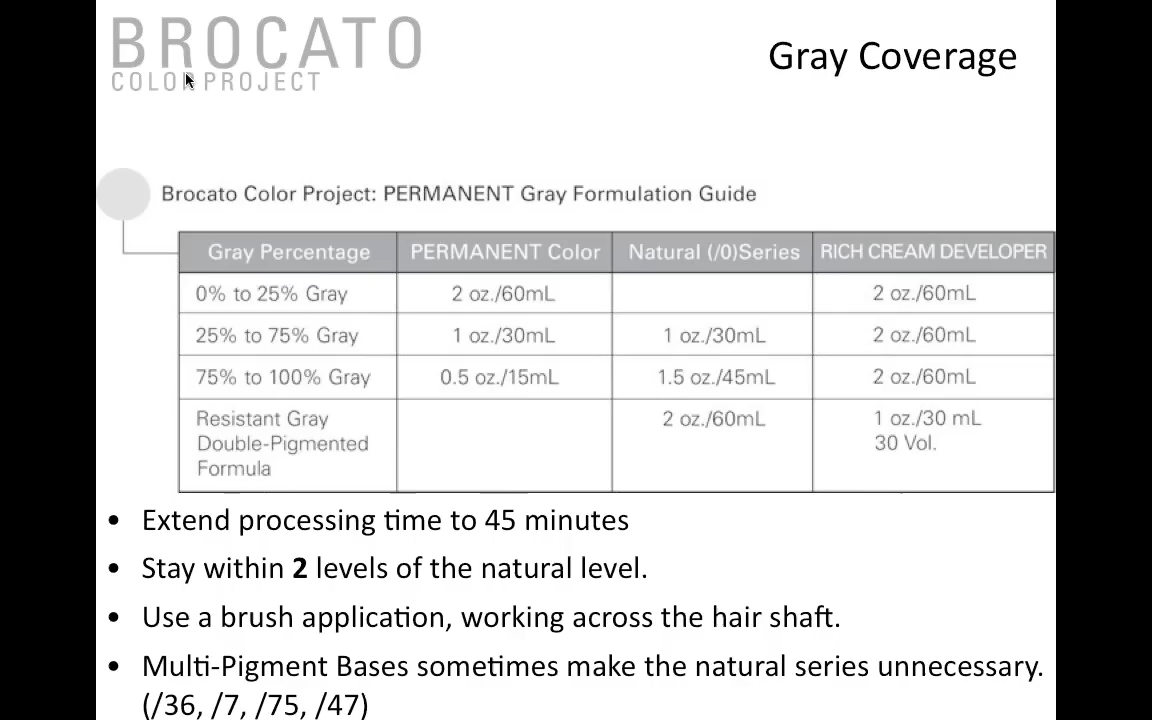 BROCATO
COLOR PROJECT
Gray Coverage
Brocato Color Project: PERMANENT Gray Formulation Guide
Gray Percentage PERMANENT Color Natural (/0)Series RICH CREAM DEVELOPER
0% to 25% Gray 2 oz./60mL 2 oz./60mL
25% to 75% Gray 1 oz./30mL 1 oz./30mL 2 oz./60mL
75% to 100% Gray 0.5 oz./15mL 1.5 oz./45mL 2 oz./60mL
Resistant Gray 2 oz./60mL 1 oz./30 mL
Double-Pigmented 30 Vol.
Formula
• Extend processing time to 45 minutes
• Stay within 2 levels of the natural level.
• Use a brush application, working across the hair shaft.
• Multi-Pigment Bases sometimes make the natural series unnecessary.
(/36, /7, /75, /47)